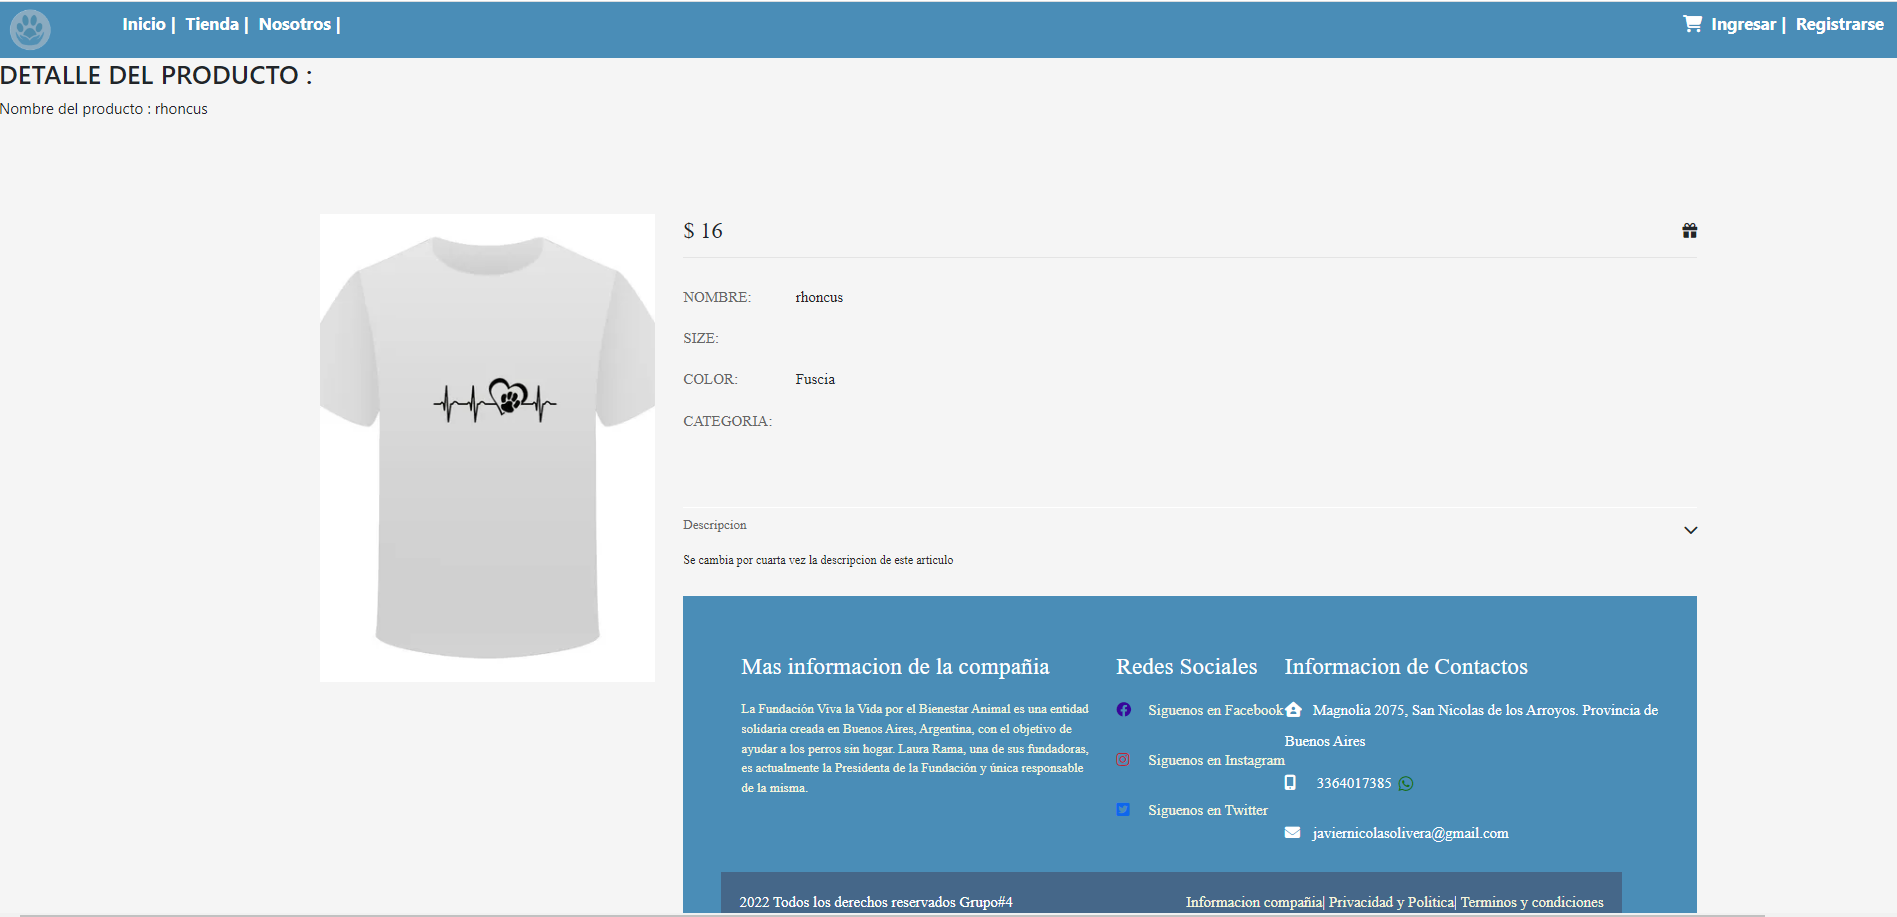 Inicio | Tienda | Nosotros |
Ingresar | Registrarse
DETALLE DEL PRODUCTO :
Nombre del producto : rhoncus
$ 16
NOMBRE: rhoncus
SIZE:
COLOR: Fuscia
CATEGORIA:
Descripcion
Se cambia por cuarta vez la descripcion de este articulo
Mas informacion de la compañia
La Fundación Viva la Vida por el Bienestar Animal es una entidad
solidaria creada en Buenos Aires, Argentina, con el objetivo de
ayudar a los perros sin hogar. Laura Rama, una de sus fundadoras,
es actualmente la Presidenta de la Fundación y única responsable
de la misma.
Redes Sociales
Siguenos en Facebook
Siguenos en Instagram
Siguenos en Twitter
Informacion de Contactos
Magnolia 2075, San Nicolas de los Arroyos. Provincia de
Buenos Aires
3364017385
javiernicolasolivera@gmail.com
2022 Todos los derechos reservados Grupo#4
Informacion compañia| Privacidad y Politica| Terminos y condiciones